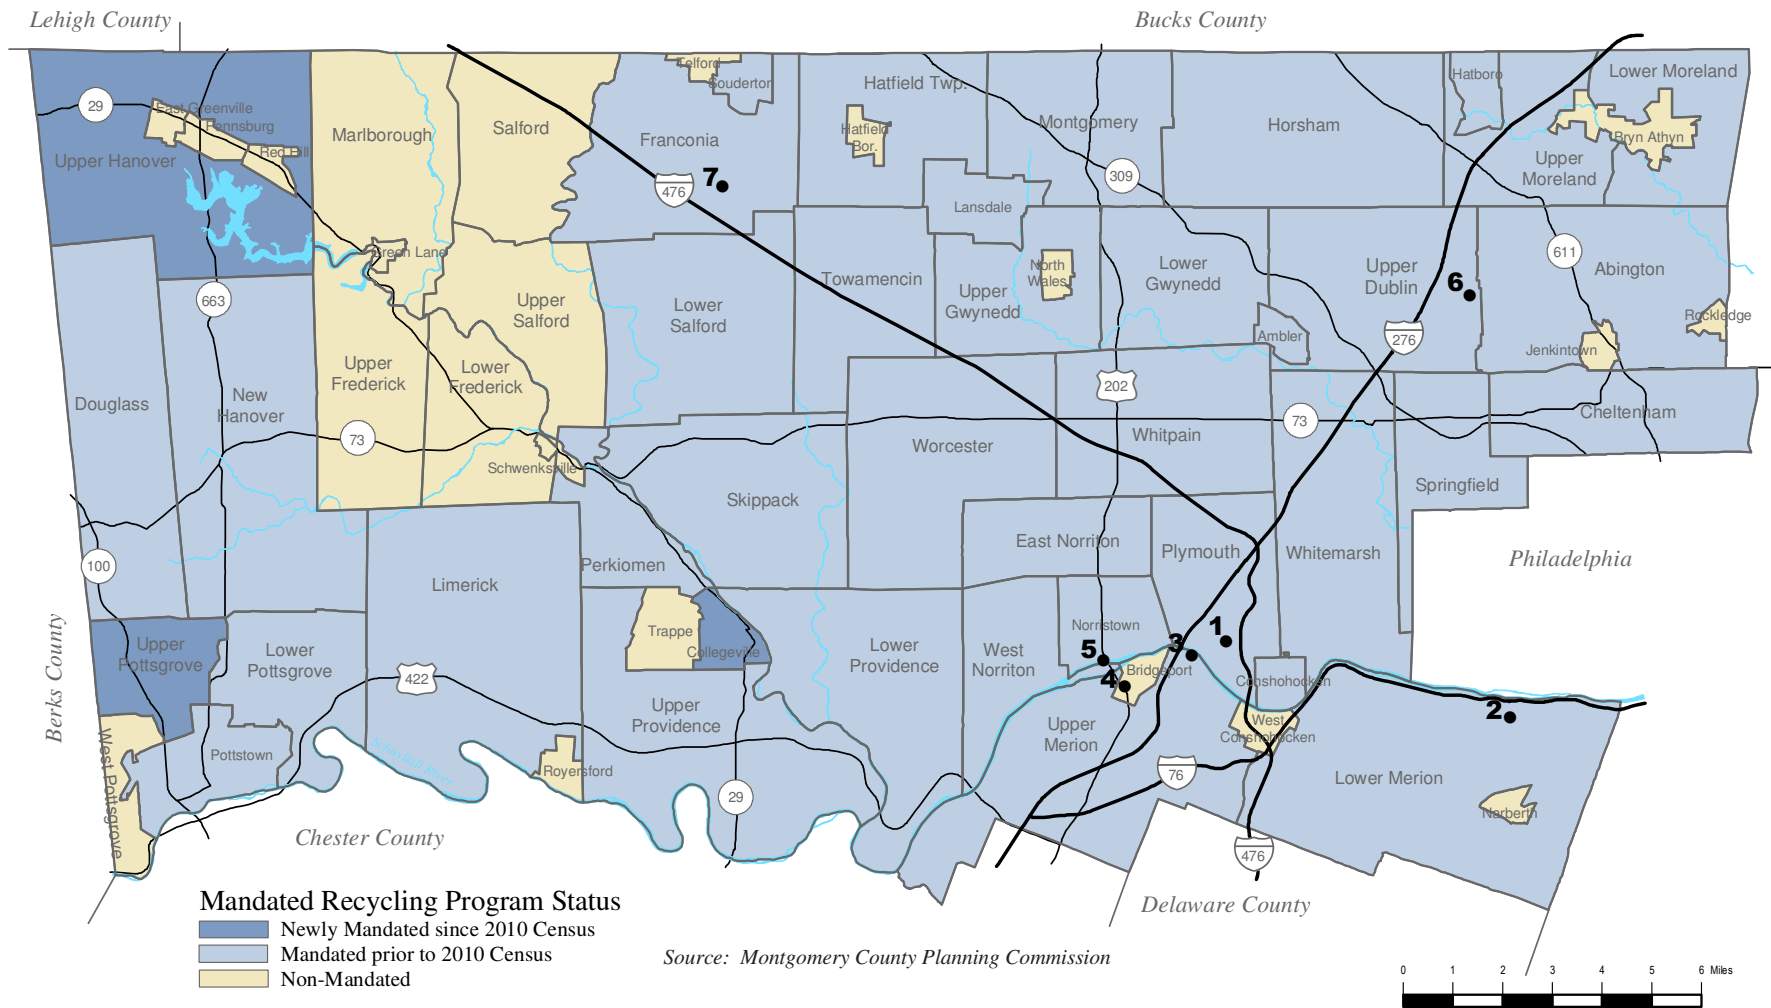 Lehigh County
Bucks County
Telford
Souderton
Hatfield Twp.
Hatboro
Lower Moreland
29
East Greenville
Pennsburg
Red Hill
Upper Hanover
Marlborough
Salford
Franconia
Hatfield
Bor.
Montgomery
Horsham
Bryn Athyn
Upper
Moreland
476
7
309
Lansdale
Green Lane
663
Upper
Salford
Lower
Salford
Towamencin
Upper
Gwynedd
North
Wales
Lower
Gwynedd
Upper
Dublin
6
611
Abington
Rockledge
Ambler
276
Jenkintown
Douglass
New
Hanover
Upper
Frederick
Lower
Frederick
202
73
73
Cheltenham
Worcester
Whitpain
Schwenksville
Skippack
Springfield
100
Limerick
Perkiomen
East Norriton
Plymouth
Whitemarsh
Philadelphia
Berks County
Upper
Pottsgrove
Lower
Pottsgrove
422
Trappe
Collegeville
Lower
Providence
West
Norriton
Norristown
5
4
3
1
Bridgeport
Conshohocken
West
Conshohocken
2
West Pottsgrove
Pottstown
Schuylkill River
Royersford
Upper
Providence
29
Upper
Merion
76
476
Lower Merion
Narberth
Chester County
Delaware County
Mandated Recycling Program Status
Newly Mandated since 2010 Census
Mandated prior to 2010 Census
Non-Mandated
Source:  Montgomery County Planning Commission
0 1 2 3 4 5 6 Miles